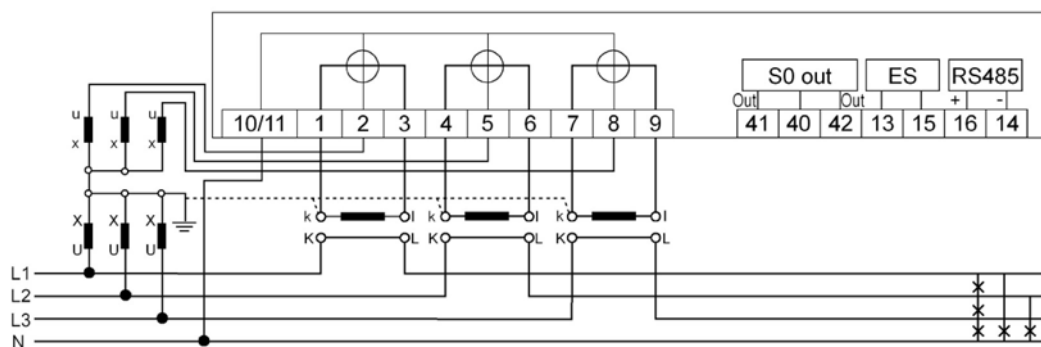 S0 out ES RS485
Out Out + -
10/11 1 2 3 4 5 6 7 8 9 41 40 42 13 15 16 14
u u u
x x x
X X X
U U U
k l k l k l
K L K L K L
L1
L2
L3
N